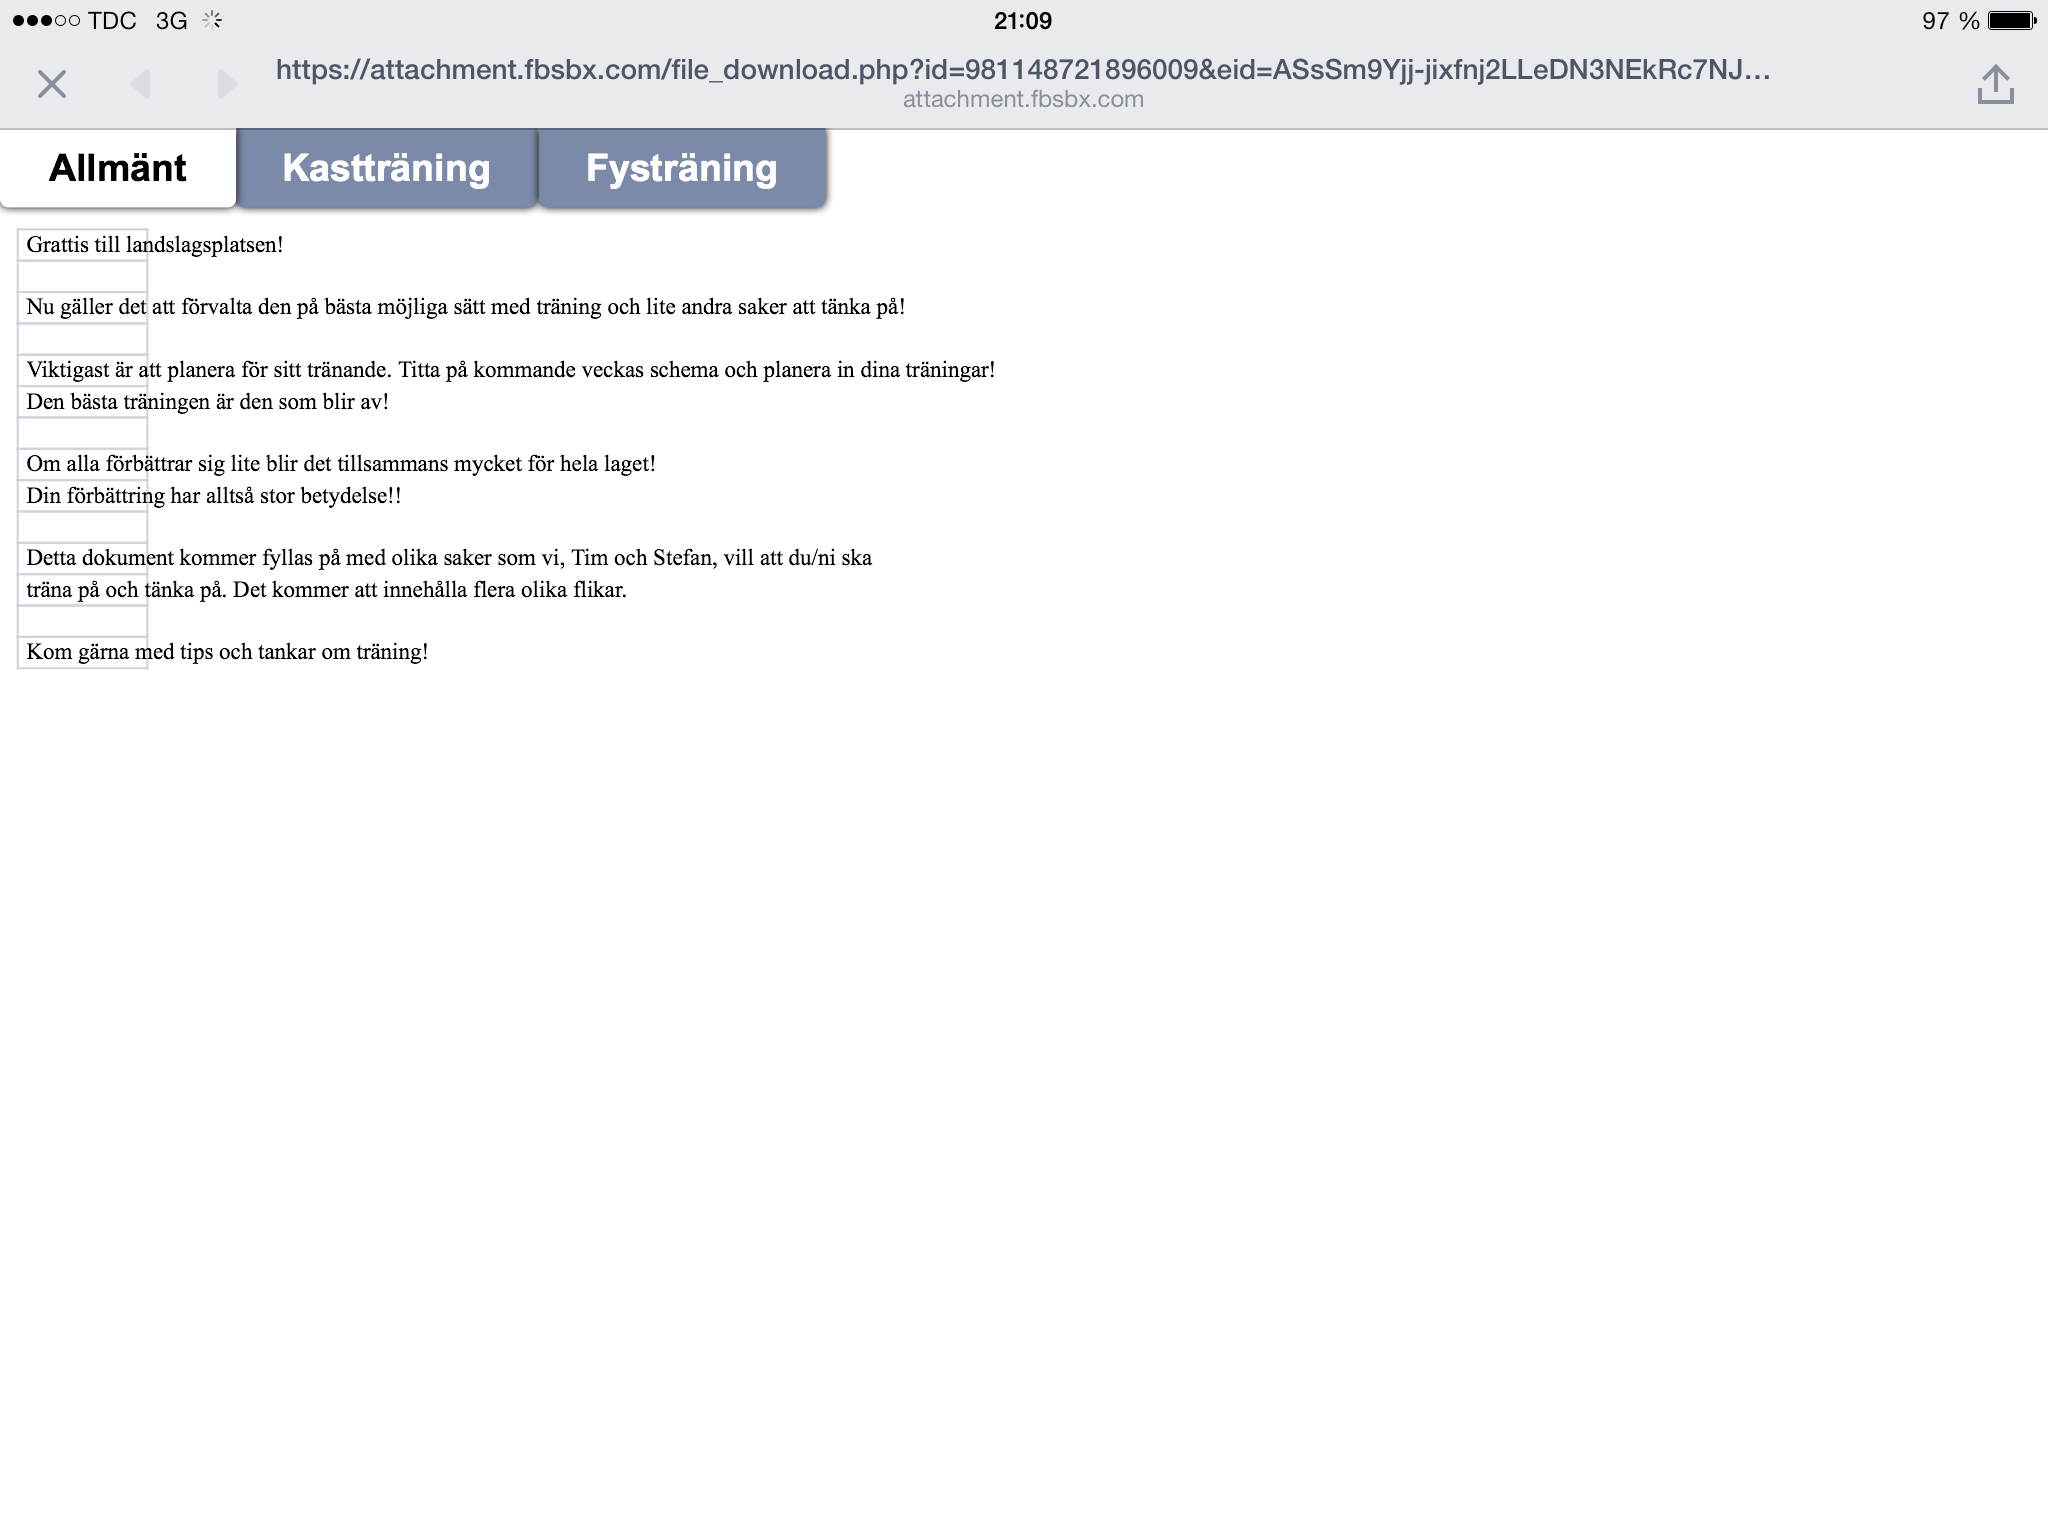 TDC 3G 21:09 97 %
https://attachment.fbsbx.com/file_download.php?id=981148721896009&eid=ASsSm9Yjj-jixfnj2LLeDN3NEkRc7NJ…
attachment.fbsbx.com
Allmänt Kastträning Fysträning
Grattis till landslagsplatsen!
Nu gäller det att förvalta den på bästa möjliga sätt med träning och lite andra saker att tänka på!
Viktigast är att planera för sitt tränande. Titta på kommande veckas schema och planera in dina träningar!
Den bästa träningen är den som blir av!
Om alla förbättrar sig lite blir det tillsammans mycket för hela laget!
Din förbättring har alltså stor betydelse!!
Detta dokument kommer fyllas på med olika saker som vi, Tim och Stefan, vill att du/ni ska
träna på och tänka på. Det kommer att innehålla flera olika flikar.
Kom gärna med tips och tankar om träning!